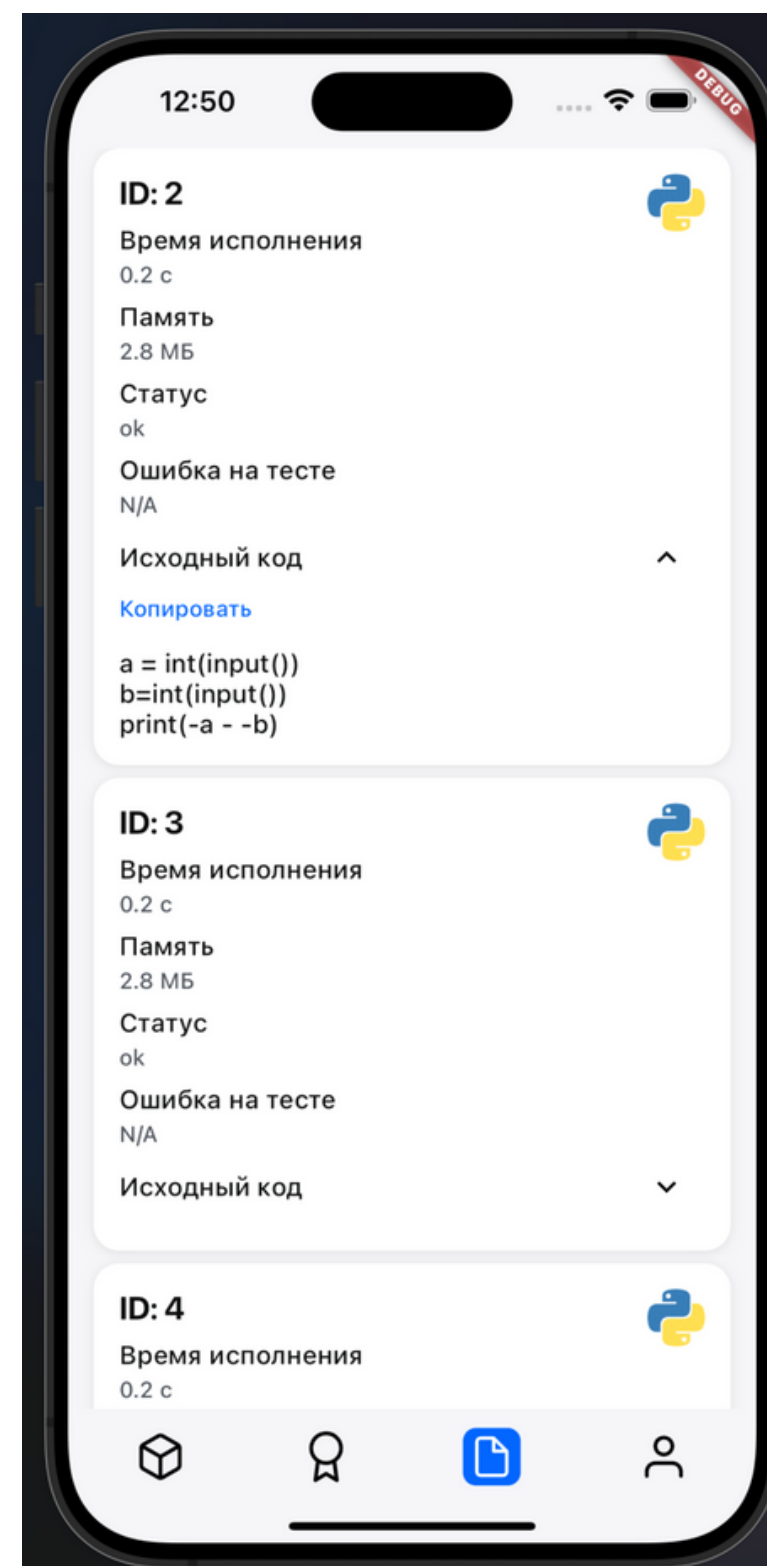 12:50
DEBUG
ID: 2
Время исполнения
0.2 с
Память
2.8 МБ
Статус
ok
Ошибка на тесте
N/A
Исходный код
Копировать
a = int(input())
b=int(input())
print(-a - -b)
ID: 3
Время исполнения
0.2 с
Память
2.8 МБ
Статус
ok
Ошибка на тесте
N/A
Исходный код
ID: 4
Время исполнения
0.2 с